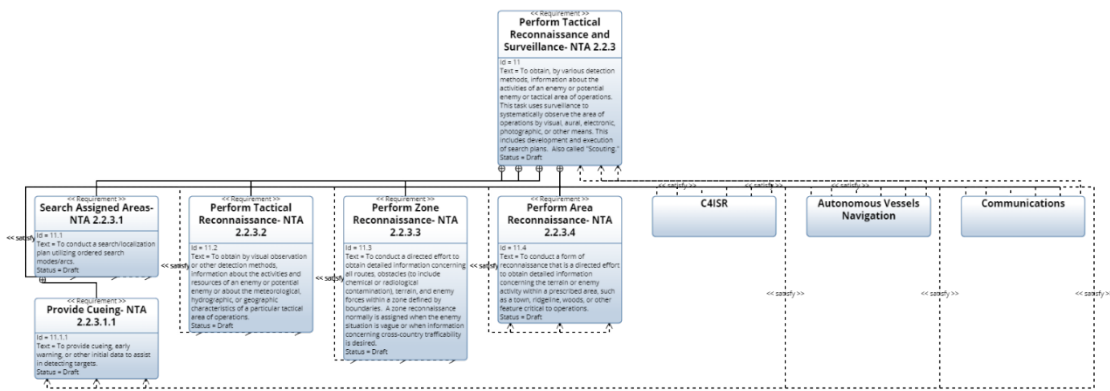 << Requirement >>
Perform Tactical
Reconnaissance and
Surveillance- NTA 2.2.3
Id = 11
Text = To obtain, by various detection
methods, information about the
activities of an enemy or potential
enemy or tactical area of operations.
This task uses surveillance to
systematically observe the area of
operations by visual, aural, electronic,
photographic, or other means. This
includes development and execution
of search plans. Also called "Scouting."
Status = Draft
<< Requirement >>
Search Assigned Areas-
NTA 2.2.3.1
Id = 11.1
Text = To conduct a search/localization
plan utilizing ordered search
modes/arcs.
Status = Draft
<< Requirement >>
Perform Tactical
Reconnaissance- NTA
2.2.3.2
Id = 11.2
Text = To obtain by visual observation
or other detection methods,
information about the activities and
resources of an enemy or potential
enemy or about the meteorological,
hydrographic, or geographic
characteristics of a particular tactical
area of operations.
Status = Draft
<< Requirement >>
Perform Zone
Reconnaissance- NTA
2.2.3.3
Id = 11.3
Text = To conduct a directed effort to
obtain detailed information concerning
all routes, obstacles (to include
chemical or radiological
contamination), terrain, and enemy
forces within a zone defined by
boundaries. A zone reconnaissance
normally is assigned when the enemy
situation is vague or when information
concerning cross-country trafficability
is desired.
Status = Draft
<< Requirement >>
Perform Area
Reconnaissance- NTA
2.2.3.4
Id = 11.4
Text = To conduct a form of
reconnaissance that is a directed effort
to obtain detailed information
concerning the terrain or enemy
activity within a prescribed area, such
as a town, ridgeline, woods, or other
feature critical to operations.
Status = Draft
<< satisfy >>
<< satisfy >>
C4ISR
Autonomous Vessels
Navigation
Communications
<< satisfy
<< satisfy
<< satisfy
<< satisfy
<< satisfy >>
<< satisfy >>
<< satisfy >>
<< Requirement >>
Provide Cueing- NTA
2.2.3.1.1
Id = 11.1.1
Text = To provide cueing, early
warning, or other initial data to assist
in detecting targets.
Status = Draft